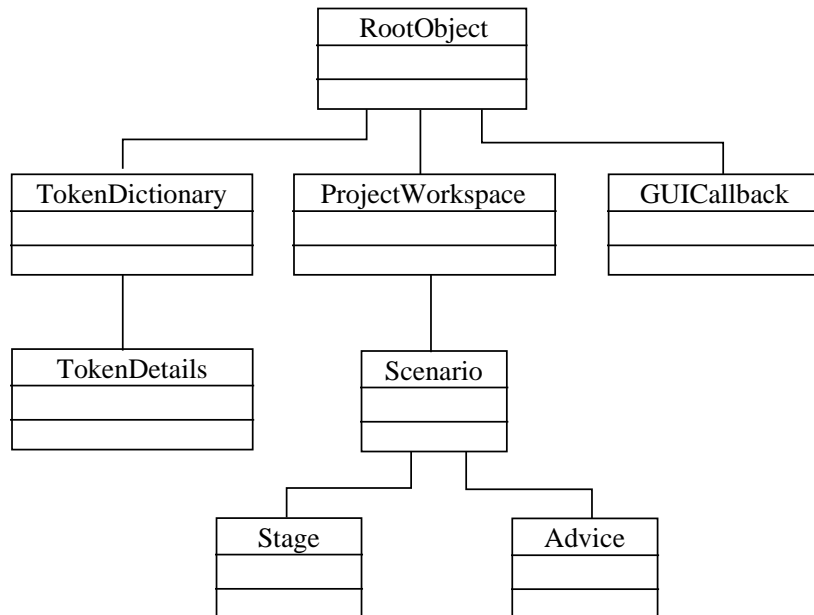 RootObject
TokenDictionary
ProjectWorkspace
GUICallback
TokenDetails
Scenario
Stage
Advice